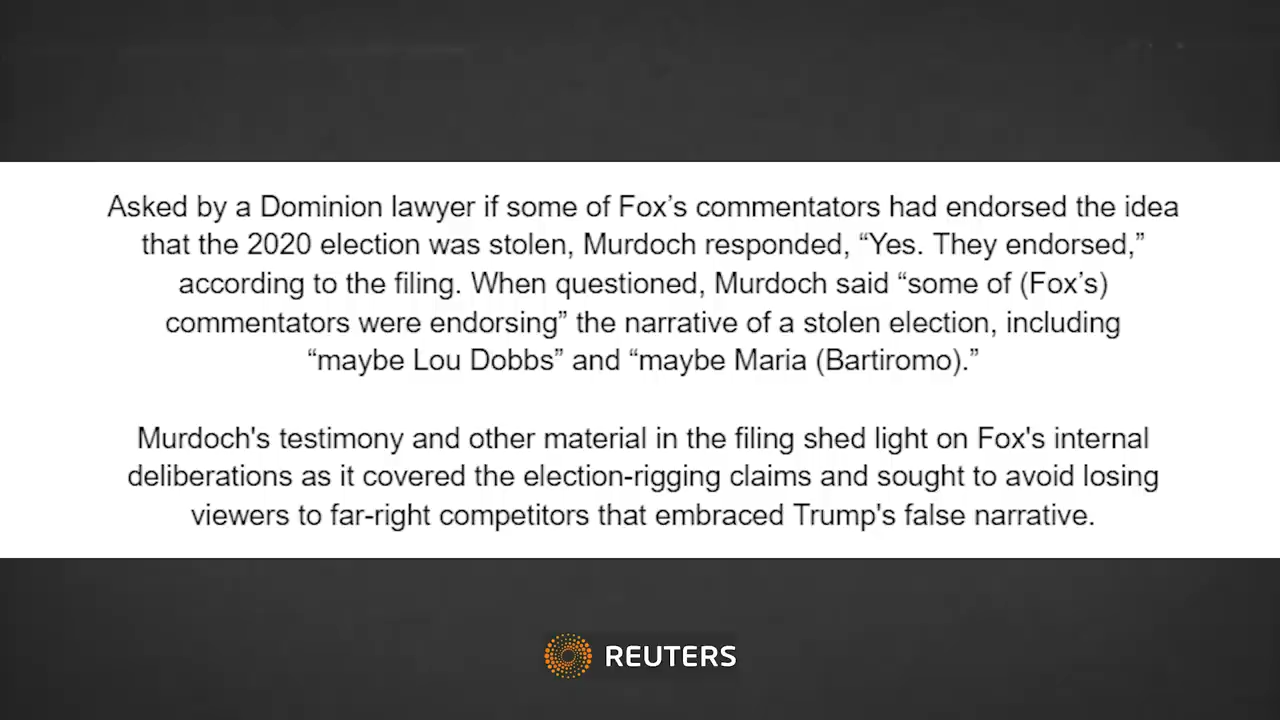 Asked by a Dominion lawyer if some of Fox’s commentators had endorsed the idea
that the 2020 election was stolen, Murdoch responded, “Yes. They endorsed,”
according to the filing. When questioned, Murdoch said “some of (Fox’s)
commentators were endorsing” the narrative of a stolen election, including
“maybe Lou Dobbs” and “maybe Maria (Bartiromo).”
Murdoch's testimony and other material in the filing shed light on Fox's internal
deliberations as it covered the election-rigging claims and sought to avoid losing
viewers to far-right competitors that embraced Trump's false narrative.
REUTERS